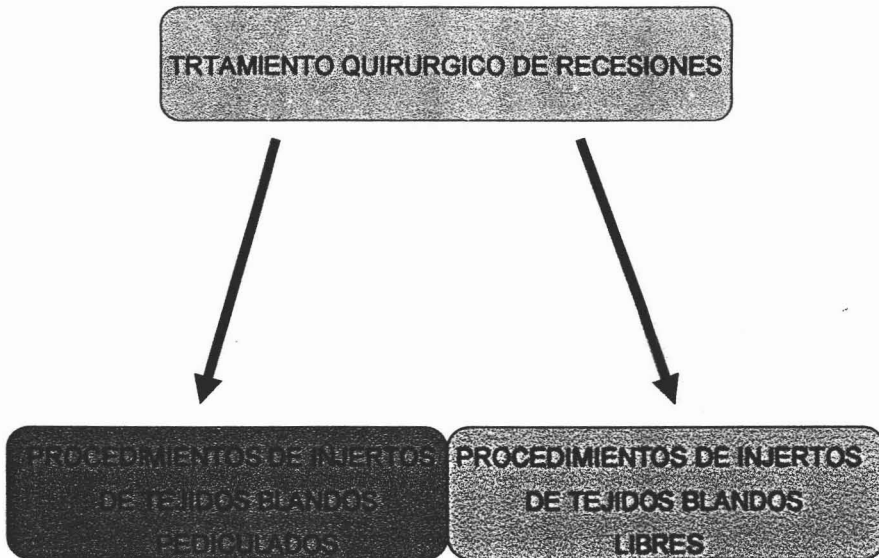 TRTAMIENTO QUIRURGICO DE RECESIONES
PROCEDIMIENTOS DE INJERTOS
DE TEJIDOS BLANDOS
PEDICULADOS
PROCEDIMIENTOS DE INJERTOS
DE TEJIDOS BLANDOS
LIBRES